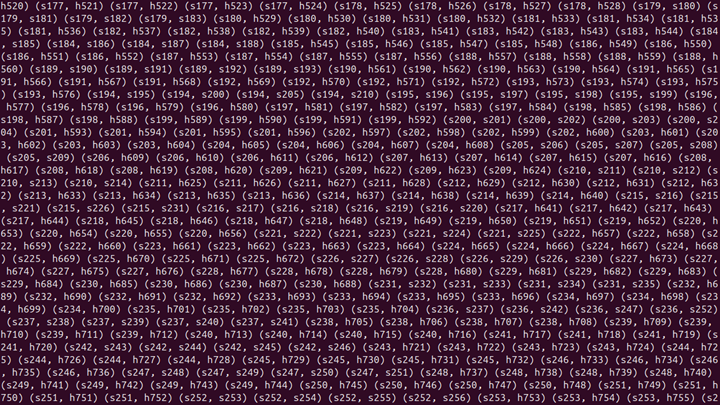 h520) (s177, h521) (s177, h522) (s177, h523) (s177, h524) (s178, h525) (s178, h526) (s178, h527) (s178, h528) (s179, s180) (s
179, s181) (s179, s182) (s179, s183) (s180, h529) (s180, h530) (s180, h531) (s180, h532) (s181, h533) (s181, h534) (s181, h53
5) (s181, h536) (s182, h537) (s182, h538) (s182, h539) (s182, h540) (s183, h541) (s183, h542) (s183, h543) (s183, h544) (s184
, s185) (s184, s186) (s184, s187) (s184, s188) (s185, h545) (s185, h546) (s185, h547) (s185, h548) (s186, h549) (s186, h550)
(s186, h551) (s186, h552) (s187, h553) (s187, h554) (s187, h555) (s187, h556) (s188, h557) (s188, h558) (s188, h559) (s188, h
560) (s189, s190) (s189, s191) (s189, s192) (s189, s193) (s190, h561) (s190, h562) (s190, h563) (s190, h564) (s191, h565) (s1
91, h566) (s191, h567) (s191, h568) (s192, h569) (s192, h570) (s192, h571) (s192, h572) (s193, h573) (s193, h574) (s193, h575
) (s193, h576) (s194, s195) (s194, s200) (s194, s205) (s194, s210) (s195, s196) (s195, s197) (s195, s198) (s195, s199) (s196
, h577) (s196, h578) (s196, h579) (s196, h580) (s197, h581) (s197, h582) (s197, h583) (s197, h584) (s198, h585) (s198, h586)
(s198, h587) (s198, h588) (s199, h589) (s199, h590) (s199, h591) (s199, h592) (s200, s201) (s200, s202) (s200, s203) (s200, s2
04) (s201, h593) (s201, h594) (s201, h595) (s201, h596) (s202, h597) (s202, h598) (s202, h599) (s202, h600) (s203, h601) (s20
3, h602) (s203, h603) (s203, h604) (s204, h605) (s204, h606) (s204, h607) (s204, h608) (s205, s206) (s205, s207) (s205, s208)
(s205, s209) (s206, h609) (s206, h610) (s206, h611) (s206, h612) (s207, h613) (s207, h614) (s207, h615) (s207, h616) (s208,
h617) (s208, h618) (s208, h619) (s208, h620) (s209, h621) (s209, h622) (s209, h623) (s209, h624) (s210, s211) (s210, s212) (s
210, s213) (s210, s214) (s211, h625) (s211, h626) (s211, h627) (s211, h628) (s212, h629) (s212, h630) (s212, h631) (s212, h63
2) (s213, h633) (s213, h634) (s213, h635) (s213, h636) (s214, h637) (s214, h638) (s214, h639) (s214, h640) (s215, s216) (s215
, s221) (s215, s226) (s215, s231) (s216, s217) (s216, s218) (s216, s219) (s216, s220) (s217, h641) (s217, h642) (s217, h643)
(s217, h644) (s218, h645) (s218, h646) (s218, h647) (s218, h648) (s219, h649) (s219, h650) (s219, h651) (s219, h652) (s220, h
653) (s220, h654) (s220, h655) (s220, h656) (s221, s222) (s221, s223) (s221, s224) (s221, s225) (s222, h657) (s222, h658) (s2
22, h659) (s222, h660) (s223, h661) (s223, h662) (s223, h663) (s223, h664) (s224, h665) (s224, h666) (s224, h667) (s224, h668
) (s225, h669) (s225, h670) (s225, h671) (s225, h672) (s226, s227) (s226, s228) (s226, s229) (s226, s230) (s227, h673) (s227
, h674) (s227, h675) (s227, h676) (s228, h677) (s228, h678) (s228, h679) (s228, h680) (s229, h681) (s229, h682) (s229, h683)
(s229, h684) (s230, h685) (s230, h686) (s230, h687) (s230, h688) (s231, s232) (s231, s233) (s231, s234) (s231, s235) (s232, h6
89) (s232, h690) (s232, h691) (s232, h692) (s233, h693) (s233, h694) (s233, h695) (s233, h696) (s234, h697) (s234, h698) (s23
4, h699) (s234, h700) (s235, h701) (s235, h702) (s235, h703) (s235, h704) (s236, s237) (s236, s242) (s236, s247) (s236, s252)
(s237, s238) (s237, s239) (s237, s240) (s237, s241) (s238, h705) (s238, h706) (s238, h707) (s238, h708) (s239, h709) (s239,
h710) (s239, h711) (s239, h712) (s240, h713) (s240, h714) (s240, h715) (s240, h716) (s241, h717) (s241, h718) (s241, h719) (s
241, h720) (s242, s243) (s242, s244) (s242, s245) (s242, s246) (s243, h721) (s243, h722) (s243, h723) (s243, h724) (s244, h72
5) (s244, h726) (s244, h727) (s244, h728) (s245, h729) (s245, h730) (s245, h731) (s245, h732) (s246, h733) (s246, h734) (s246
, h735) (s246, h736) (s247, s248) (s247, s249) (s247, s250) (s247, s251) (s248, h737) (s248, h738) (s248, h739) (s248, h740)
(s249, h741) (s249, h742) (s249, h743) (s249, h744) (s250, h745) (s250, h746) (s250, h747) (s250, h748) (s251, h749) (s251, h
750) (s251, h751) (s251, h752) (s252, s253) (s252, s254) (s252, s255) (s252, s256) (s253, h753) (s253, h754) (s253, h755) (s2